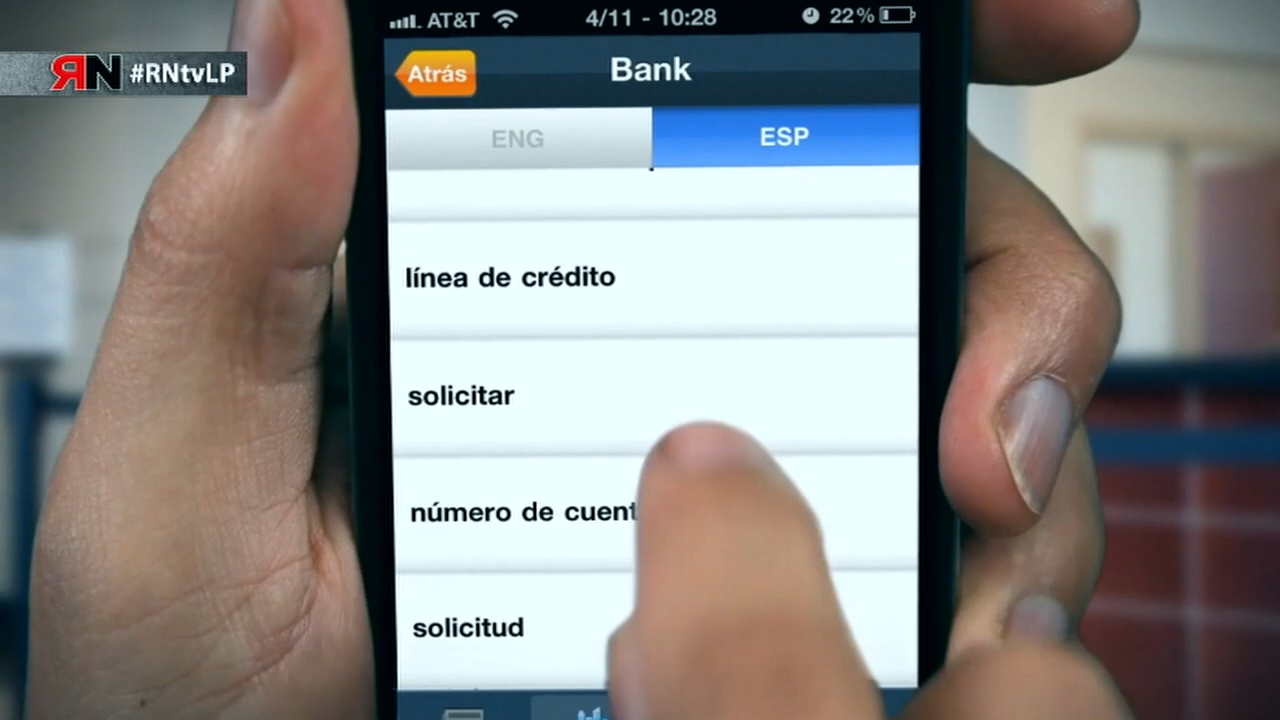 AT&T 4/11 - 10:28 22%
ЯN #RNtvLP
Atrás Bank
ENG ESP
línea de crédito
solicitar
número de cuent
solicitud